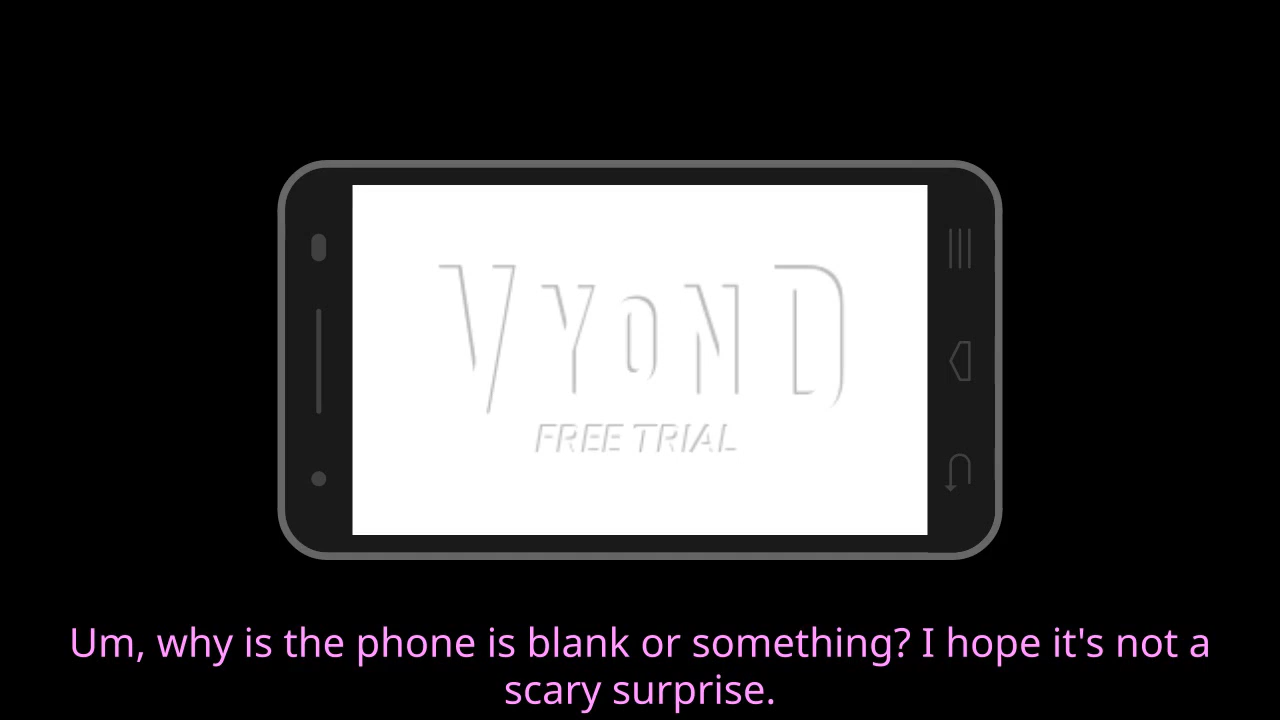 VYOND
FREE TRIAL
Um, why is the phone is blank or something? I hope it's not a
scary surprise.